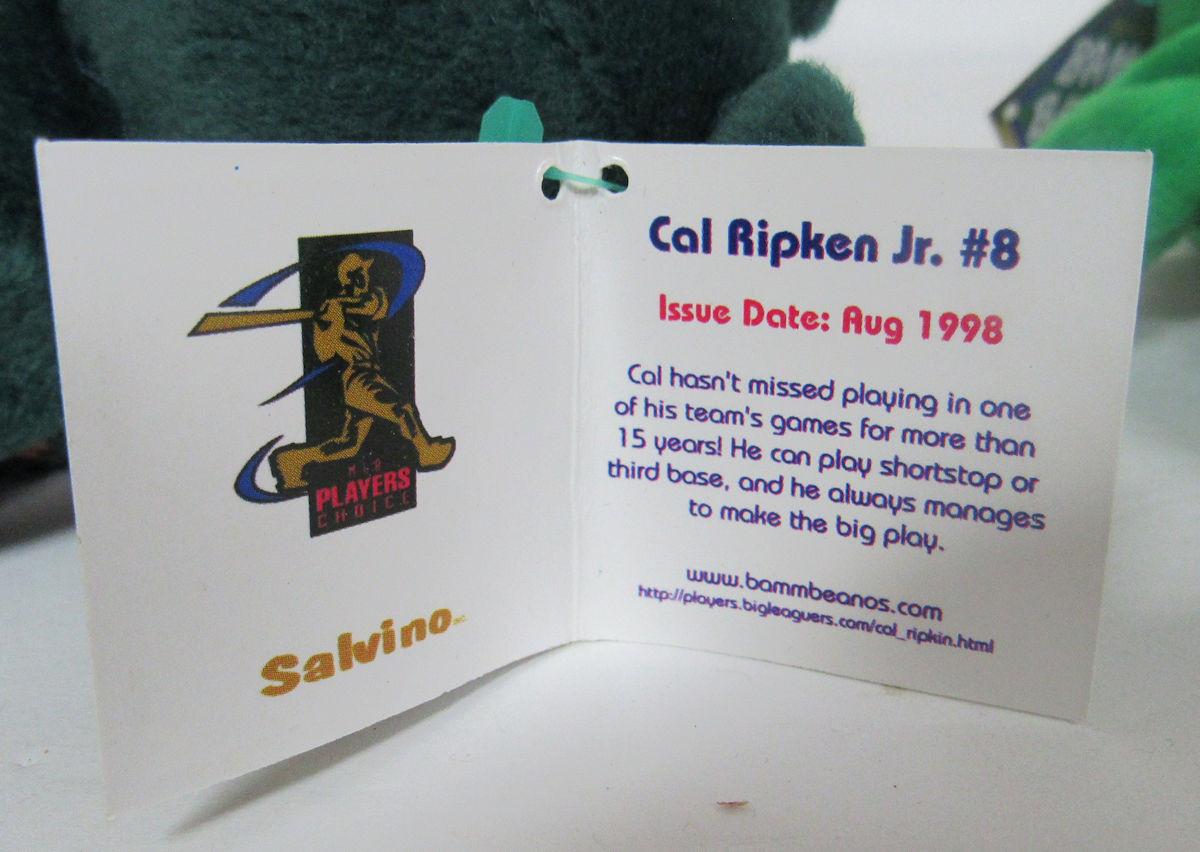 MLB
PLAYERS
CHOICE
Salvino
Cal Ripken Jr. #8
Issue Date: Aug 1998
Cal hasn't missed playing in one
of his team's games for more than
15 years! He can play shortstop or
third base, and he always manages
to make the big play.
www.bammbeanos.com
http://players.bigleaguers.com/cal_ripkin.html